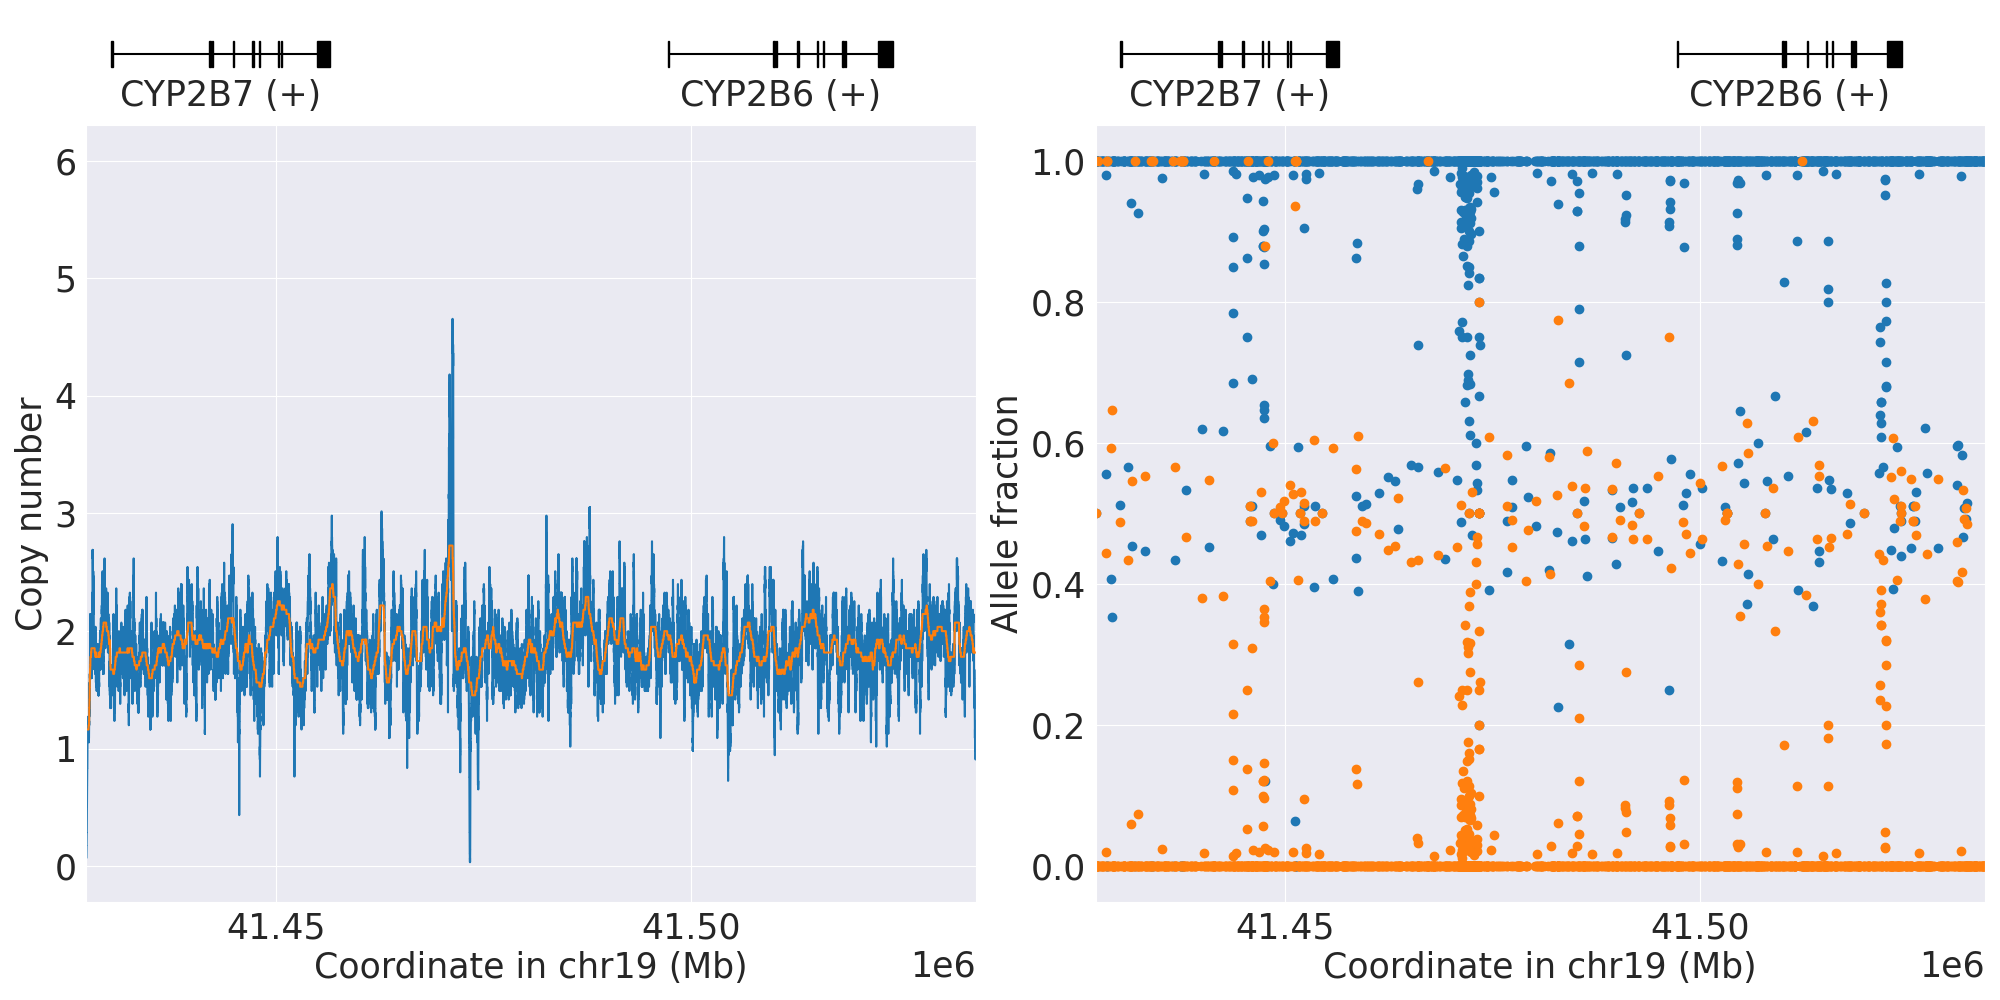 CYP2B7 (+)
CYP2B6 (+)
CYP2B7 (+)
CYP2B6 (+)
6
5
4
3
2
1
0
Copy number
41.45
41.50
Coordinate in chr19 (Mb)
1e6
1.0
0.8
0.6
0.4
0.2
0.0
Allele fraction
41.45
41.50
Coordinate in chr19 (Mb)
1e6